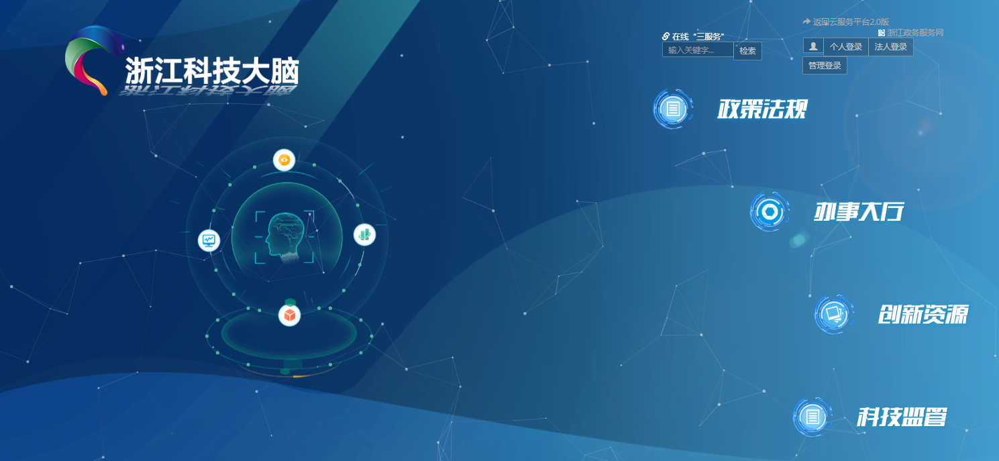 返回云服务平台2.0版
浙江政务服务网
在线“三服务”
输入关键字...
检索
个人登录
法人登录
管理登录
浙江科技大脑
政策法规
办事大厅
创新资源
科技监管